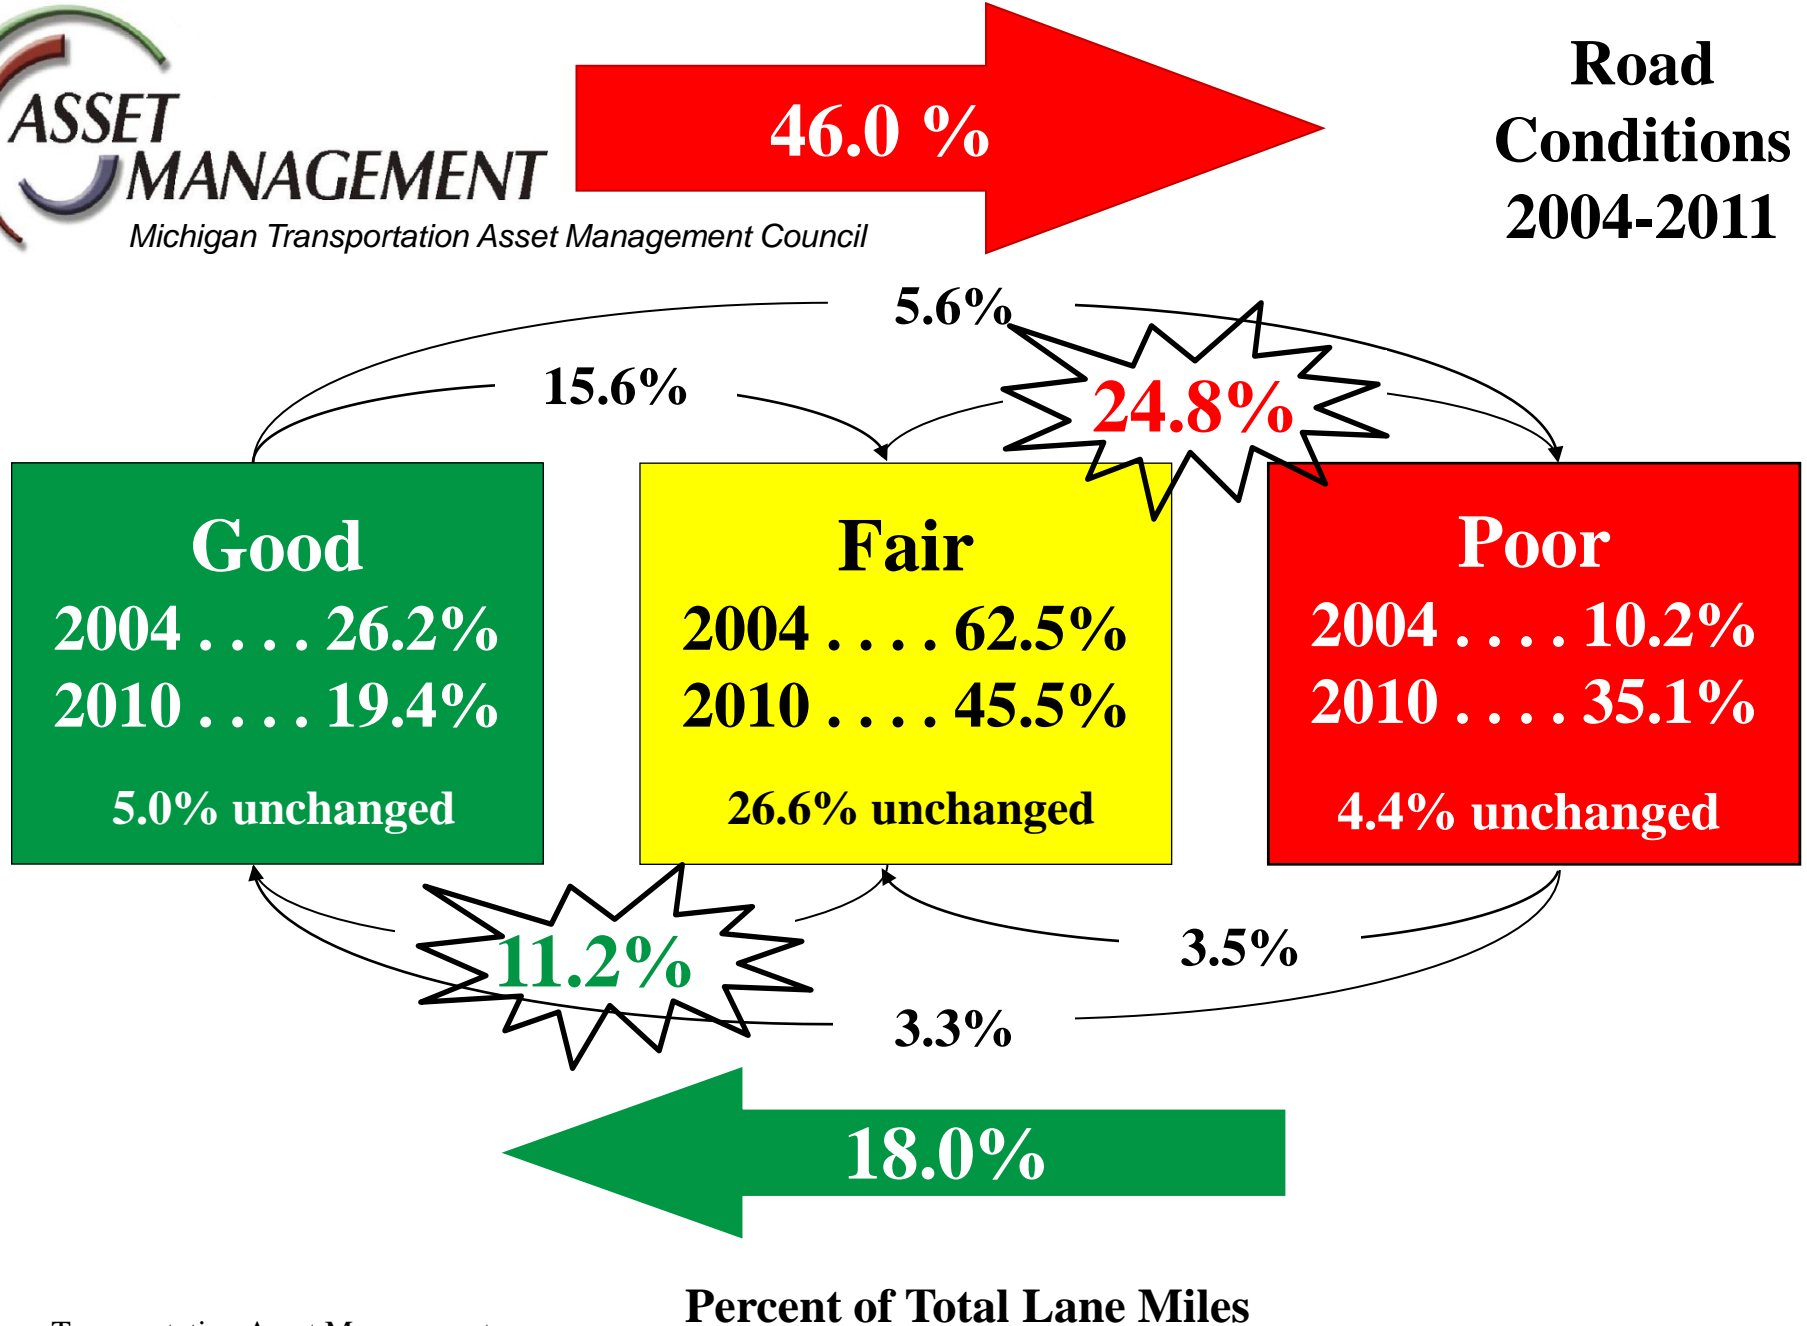 ASSET
MANAGEMENT
Michigan Transportation Asset Management Council
46.0 %
Road
Conditions
2004-2011
5.6%
15.6%
24.8%
Good
2004 . . . . 26.2%
2010 . . . . 19.4%
5.0% unchanged
Fair
2004 . . . . 62.5%
2010 . . . . 45.5%
26.6% unchanged
Poor
2004 . . . . 10.2%
2010 . . . . 35.1%
4.4% unchanged
11.2%
3.5%
3.3%
18.0%
Percent of Total Lane Miles